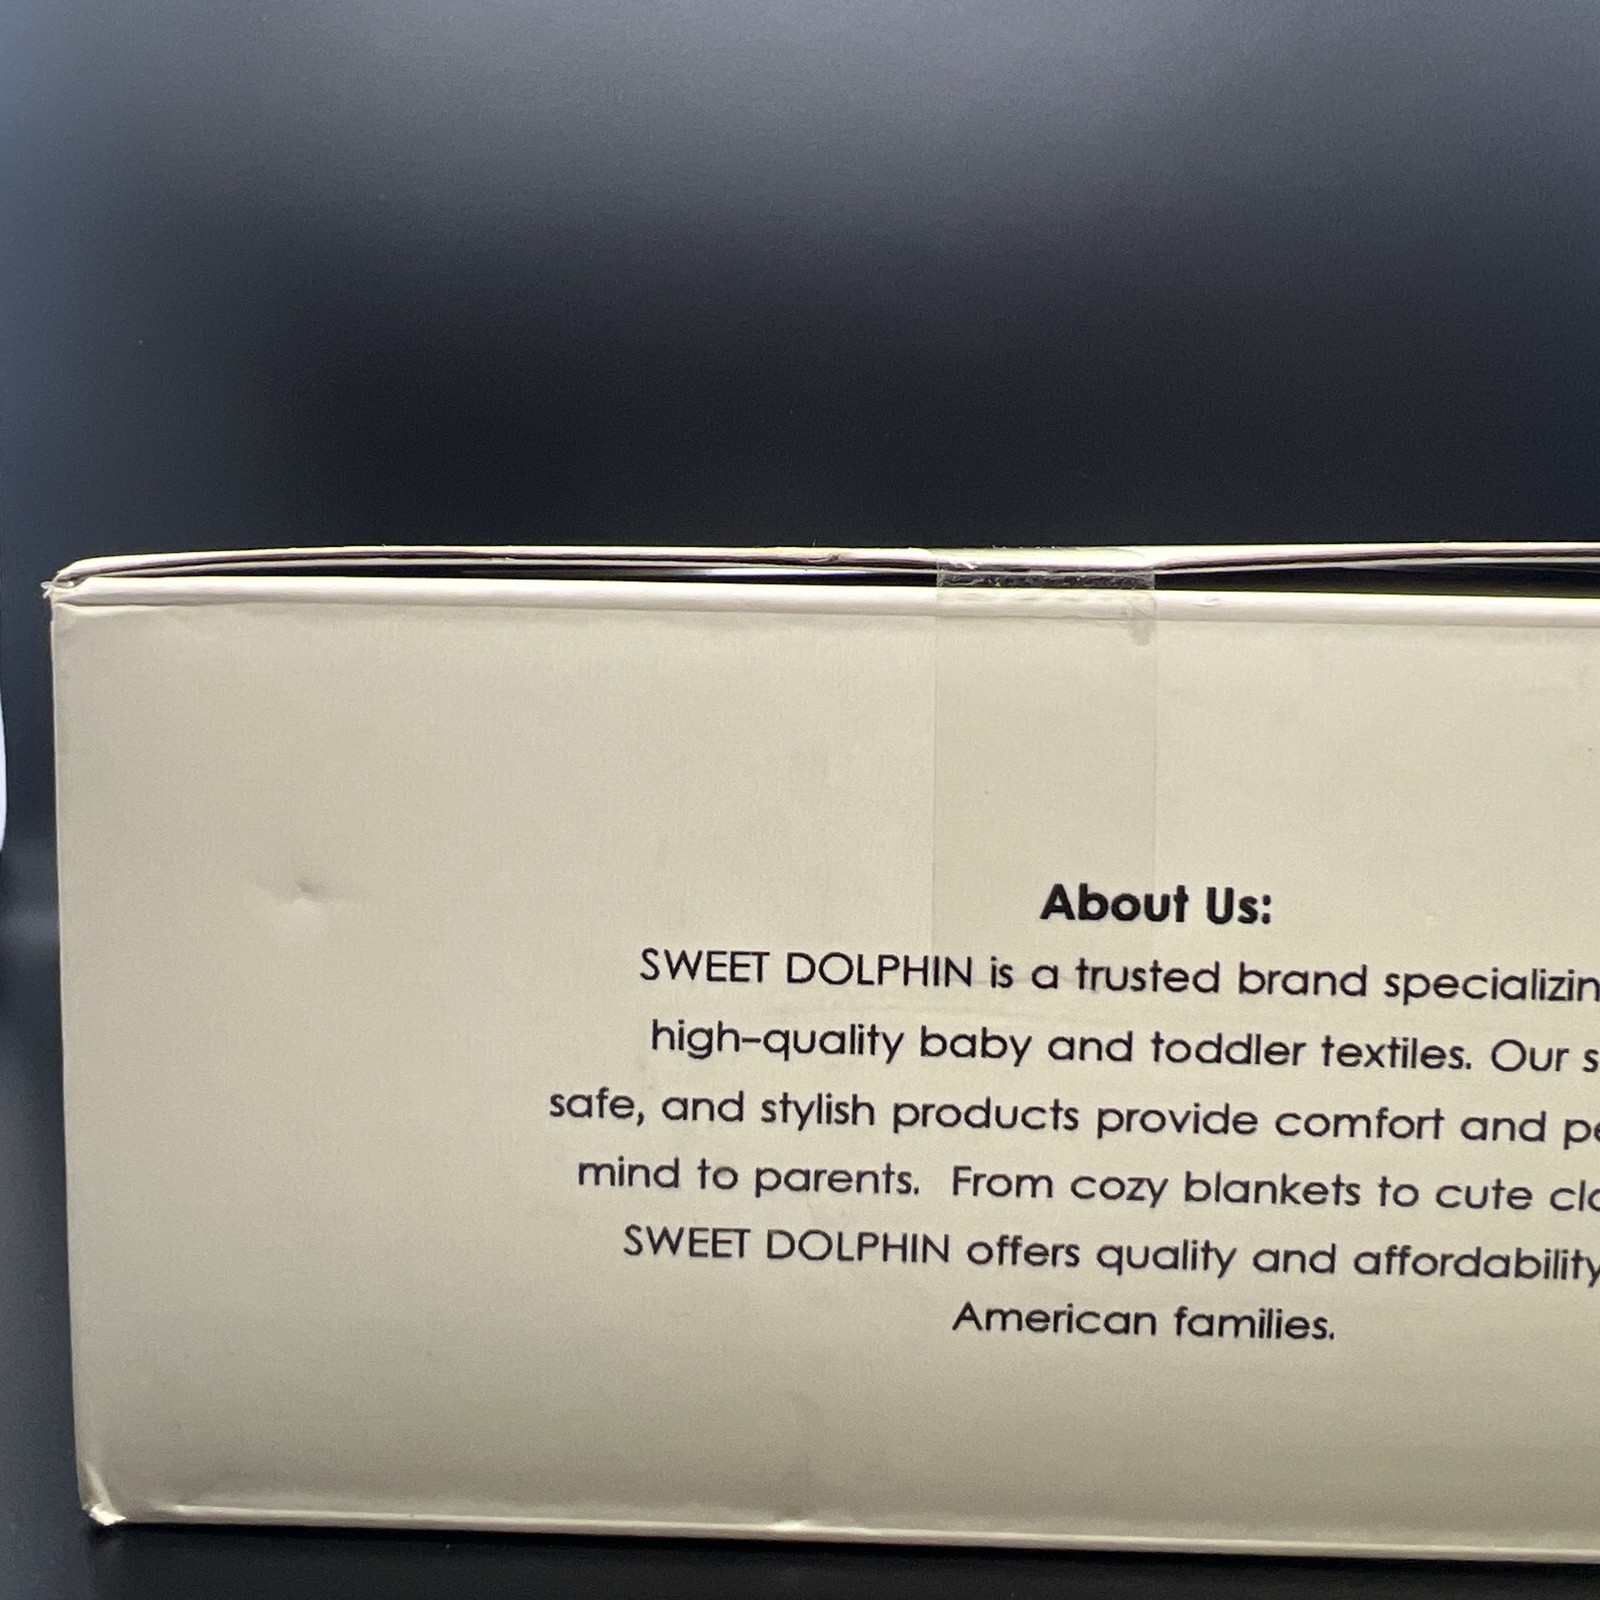 About Us:
SWEET DOLPHIN is a trusted brand
high-quality baby and toddler textiles. Our
safe, and stylish products provide comfort and
mind to parents. From cozy blankets to cute
SWEET DOLPHIN offers quality and affordability
American families.